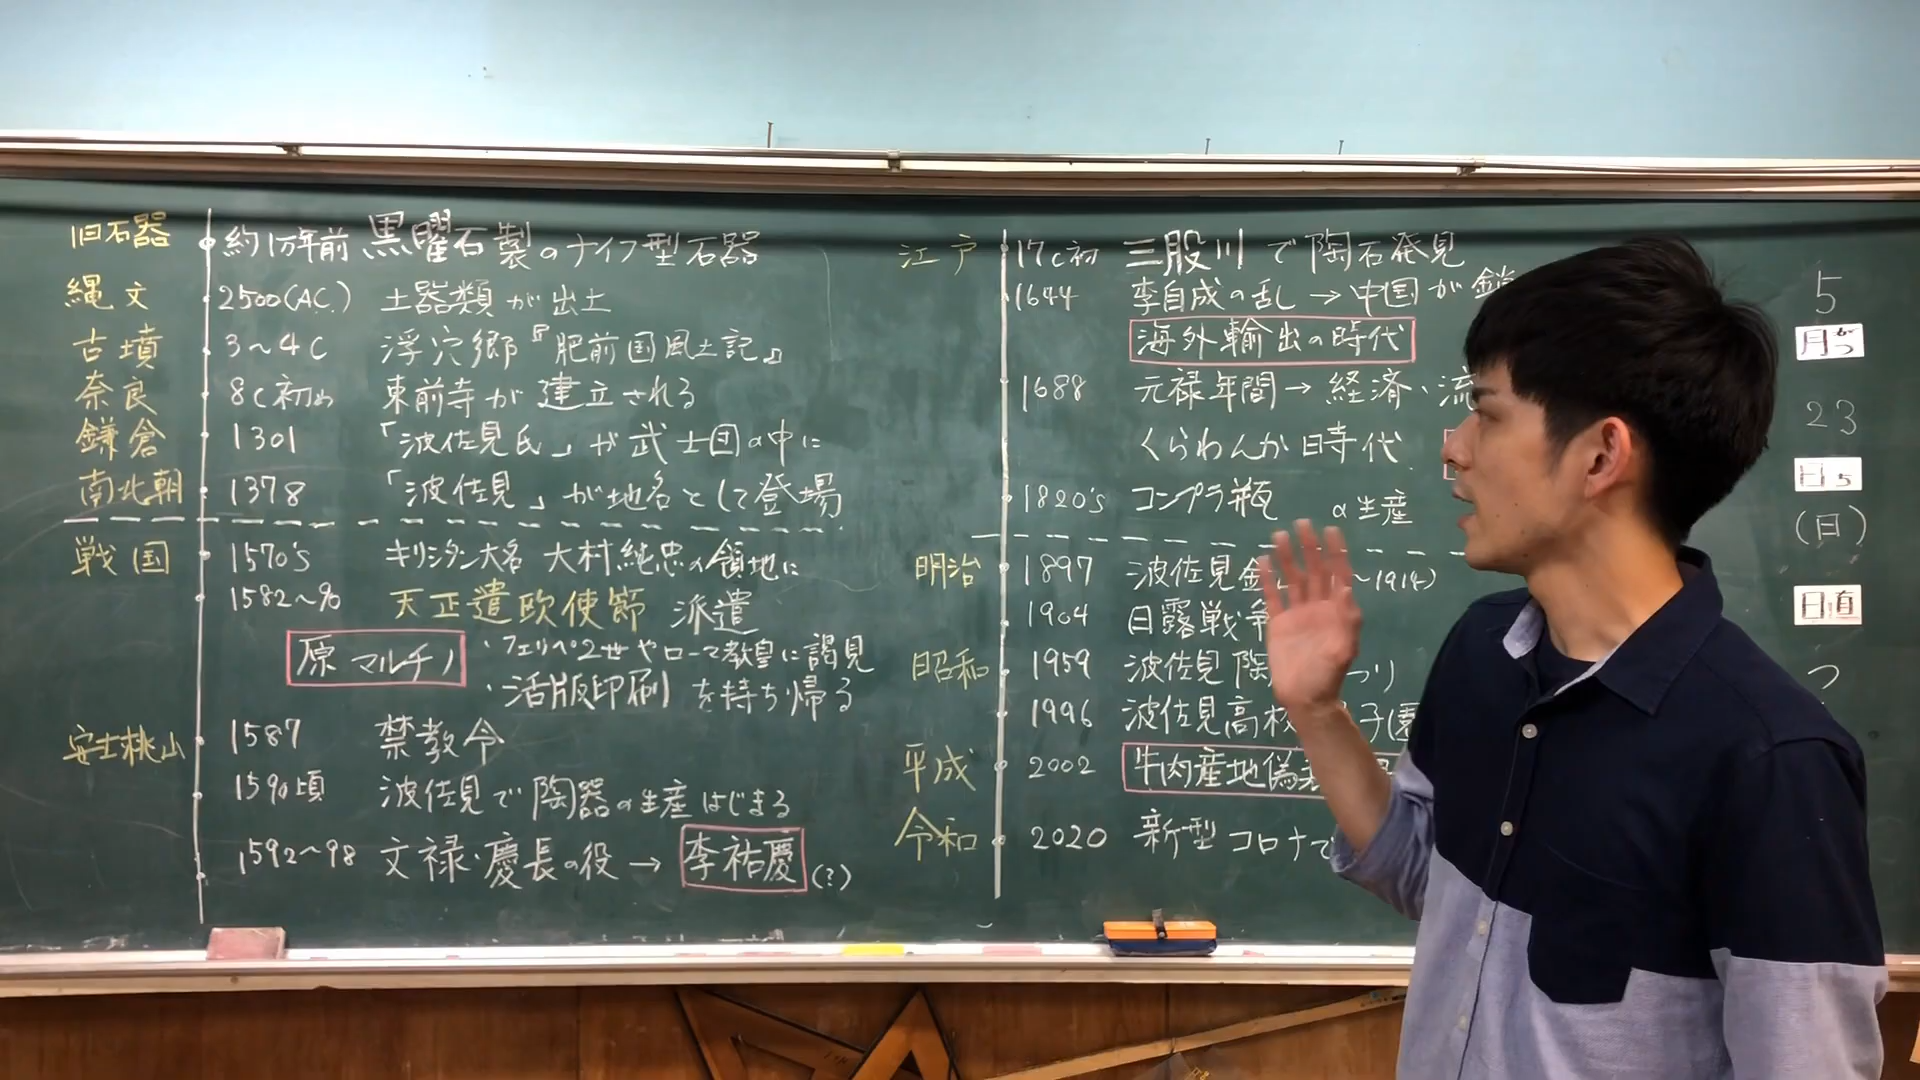 旧石器 約1万年前 黒曜石製のナイフ型石器
縄文 2500(AC.) 土器類が出土
古墳 3〜4C 浮穴郷『肥前国風土記』
奈良 8C初め 東前寺が建立される
鎌倉 1301 「波佐見氏」が武士団の中に
南北朝 1378 「波佐見」が地名として登場
戦国 1570's キリシタン大名 大村純忠の領地に
1582〜90 天正遣欧使節 派遣
原マルチノ ・フェリペ2世やローマ教皇に謁見
・活版印刷を持ち帰る
安土桃山 1587 禁教令
1590頃 波佐見で陶器の生産はじまる
1592〜98 文禄・慶長の役→ 李祐慶(?)
江戸 17C初 三股川で陶石発見
1644 李自成の乱→中国が鎖
海外輸出の時代
1688 元禄年間→経済、流
くらわんか時代
1820's コンプラ瓶 の生産
明治 1897 波佐見金 〜1914)
1904 日露戦争
昭和 1959 波佐見陶 つり
1996 波佐見高校 子
平成 2002 牛肉産地偽
令和 2020 新型コロナで
5
月がつ
23
日
(日)
日直